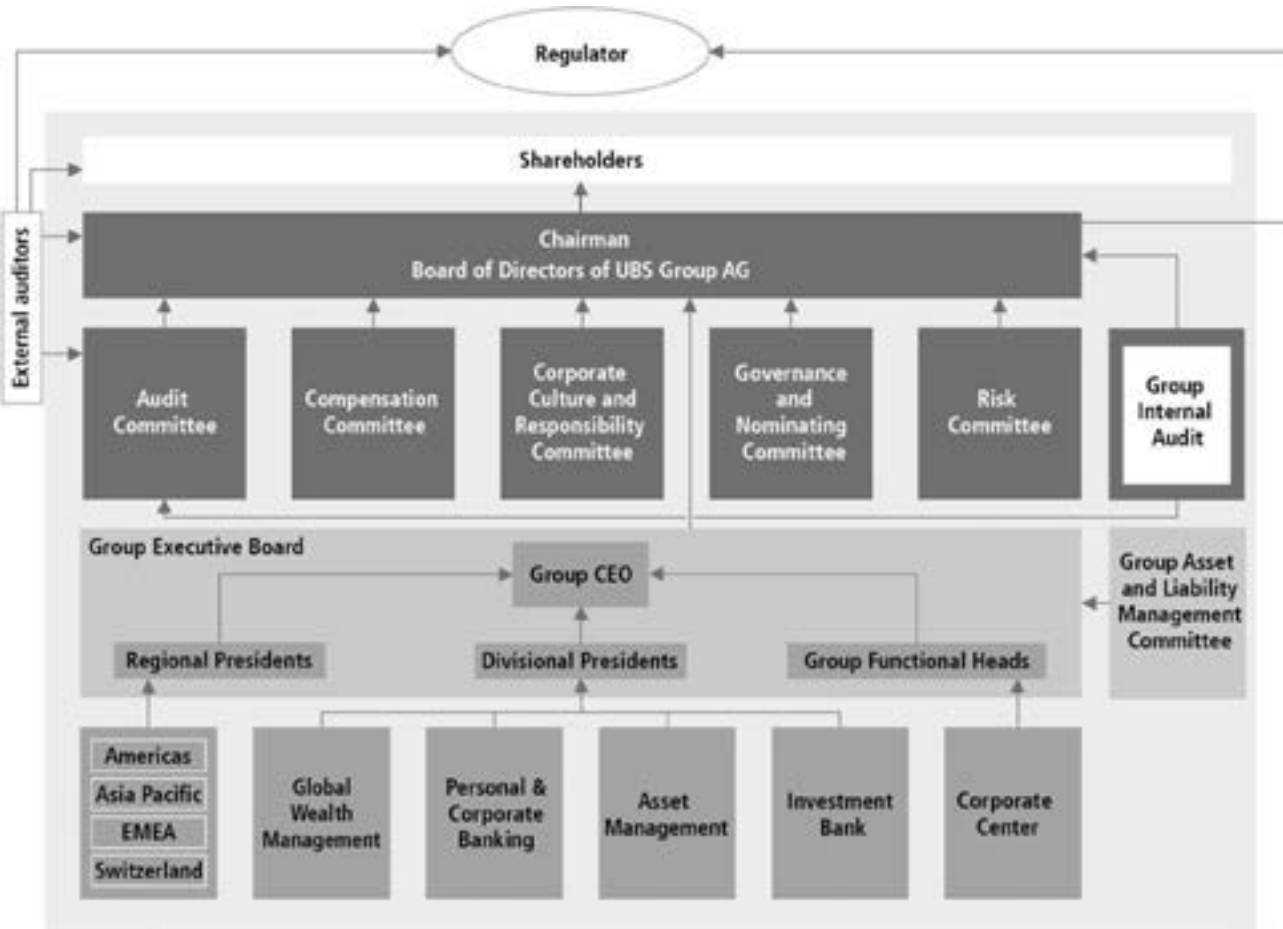 Regulator
Shareholders
External auditors
Chairman
Board of Directors of UBS Group AG
Audit
Committee
Compensation
Committee
Corporate
Culture and
Responsibility
Committee
Governance
and
Nominating
Committee
Risk
Committee
Group
Internal
Audit
Group Executive Board
Group CEO
Group Asset
and Liability
Management
Committee
Regional Presidents
Divisional Presidents
Group Functional Heads
Americas
Asia Pacific
EMEA
Switzerland
Global
Wealth
Management
Personal &
Corporate
Banking
Asset
Management
Investment
Bank
Corporate
Center